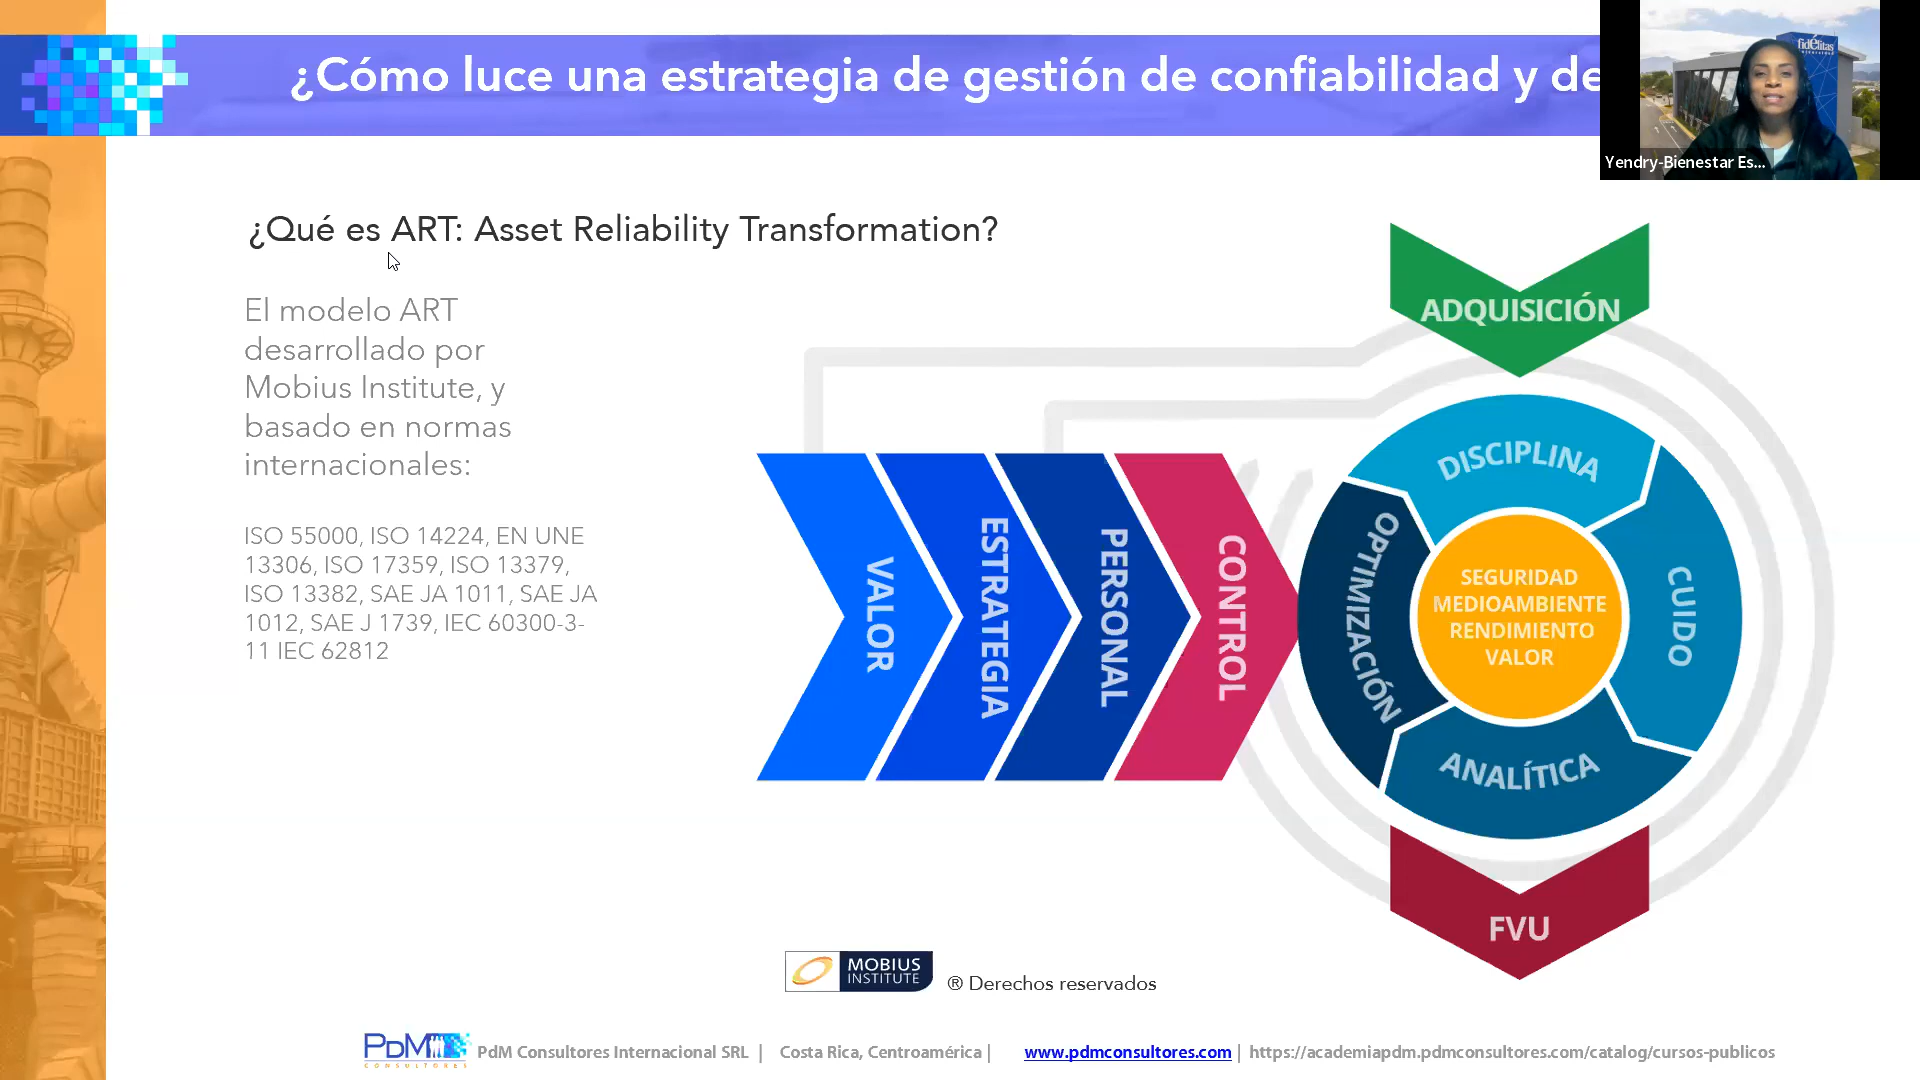 ¿Cómo luce una estrategia de gestión de confiabilidad y de
fidélitas
Yendry-Bienestar Es...
¿Qué es ART: Asset Reliability Transformation?
El modelo ART
desarrollado por
Mobius Institute, y
basado en normas
internacionales:
ISO 55000, ISO 14224, EN UNE
13306, ISO 17359, ISO 13379,
ISO 13382, SAE JA 1011, SAE JA
1012, SAE J 1739, IEC 60300-3-
11 IEC 62812
VALOR
ESTRATEGIA
PERSONAL
CONTROL
ADQUISICIÓN
DISCIPLINA
CUIDO
ANALÍTICA
OPTIMIZACIÓN
SEGURIDAD
MEDIOAMBIENTE
RENDIMIENTO
VALOR
FVU
MOBIUS
INSTITUTE
® Derechos reservados
PDM
CONSULTORES
PdM Consultores Internacional SRL | Costa Rica, Centroamérica | www.pdmconsultores.com | https://academiapdm.pdmconsultores.com/catalog/cursos-publicos